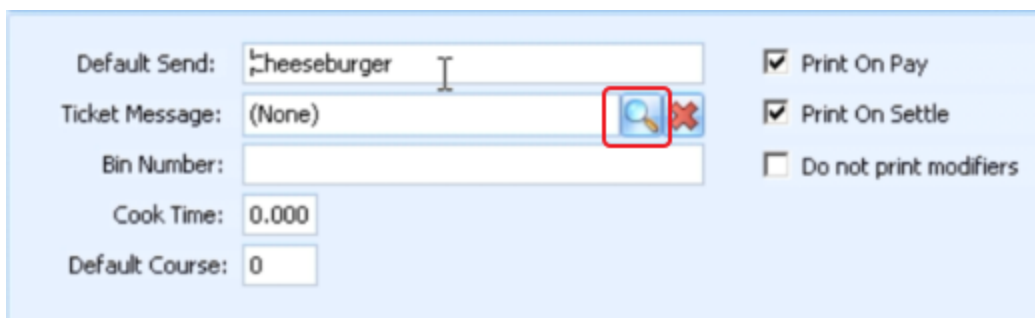 Default Send: Cheeseburger
Print On Pay
Ticket Message: (None)
Print On Settle
Bin Number:
Do not print modifiers
Cook Time: 0.000
Default Course: 0